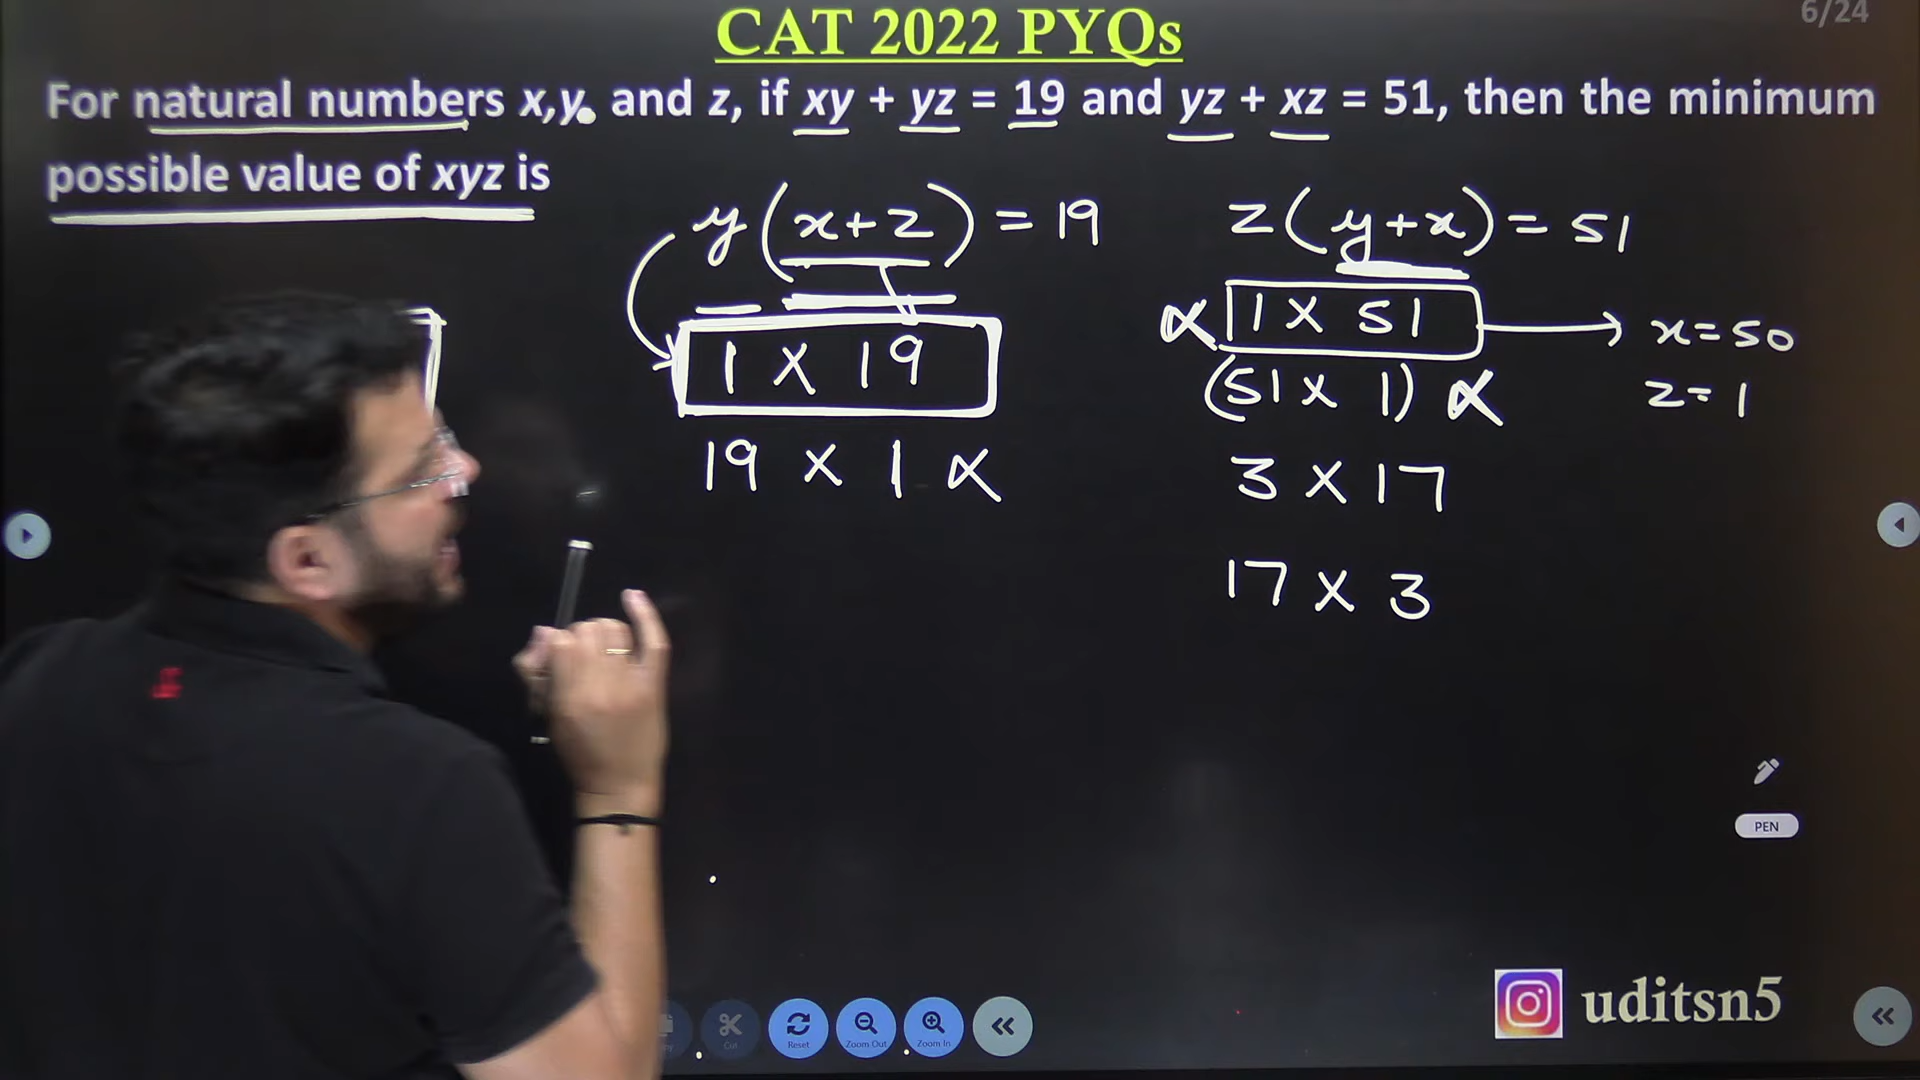 6/24
CAT 2022 PYQs
For natural numbers x,y, and z, if xy + yz = 19 and yz + xz = 51, then the minimum
possible value of xyz is
y(x+z) = 19
z(y+x) = 51
1 X 19
19 X 1
1 X 51
x=50
z=1
(51 X 1)
3 X 17
17 X 3
PEN
Cut
Reset
Zoom Out
Zoom In
uditsn5